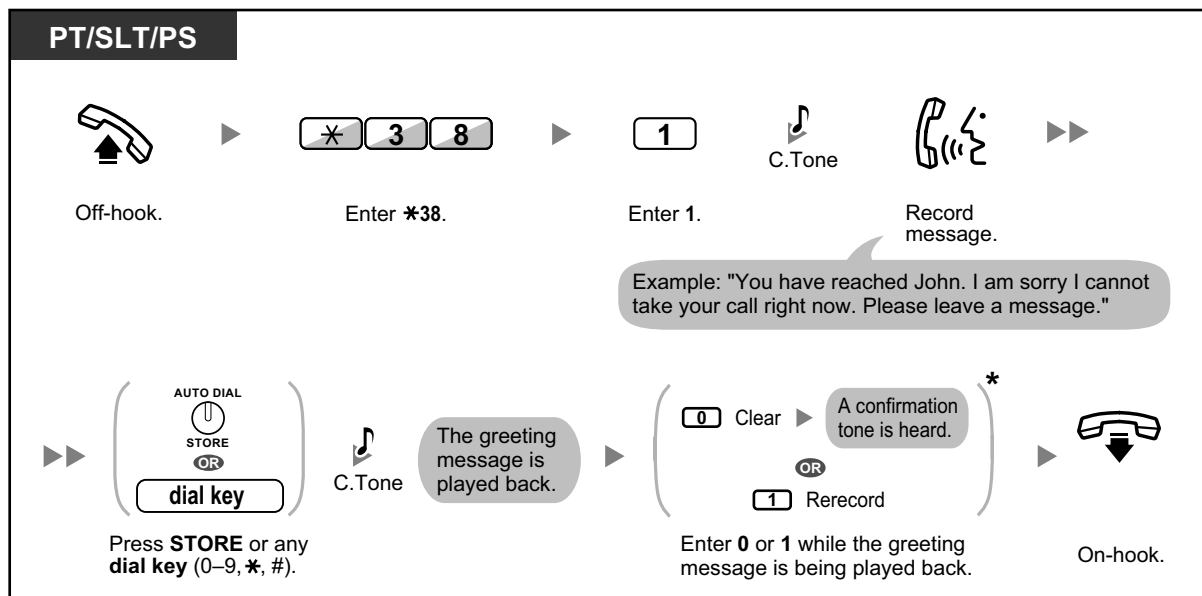 PT/SLT/PS
✳ 3 8
1
C.Tone
Off-hook.
Enter ✳38.
Enter 1.
Record
message.
Example: "You have reached John. I am sorry I cannot
take your call right now. Please leave a message."
AUTO DIAL
STORE
OR
dial key
Press STORE or any
dial key (0–9, ✳, #).
C.Tone
The greeting
message is
played back.
0 Clear
A confirmation
tone is heard.
OR
1 Rerecord
*
Enter 0 or 1 while the greeting
message is being played back.
On-hook.